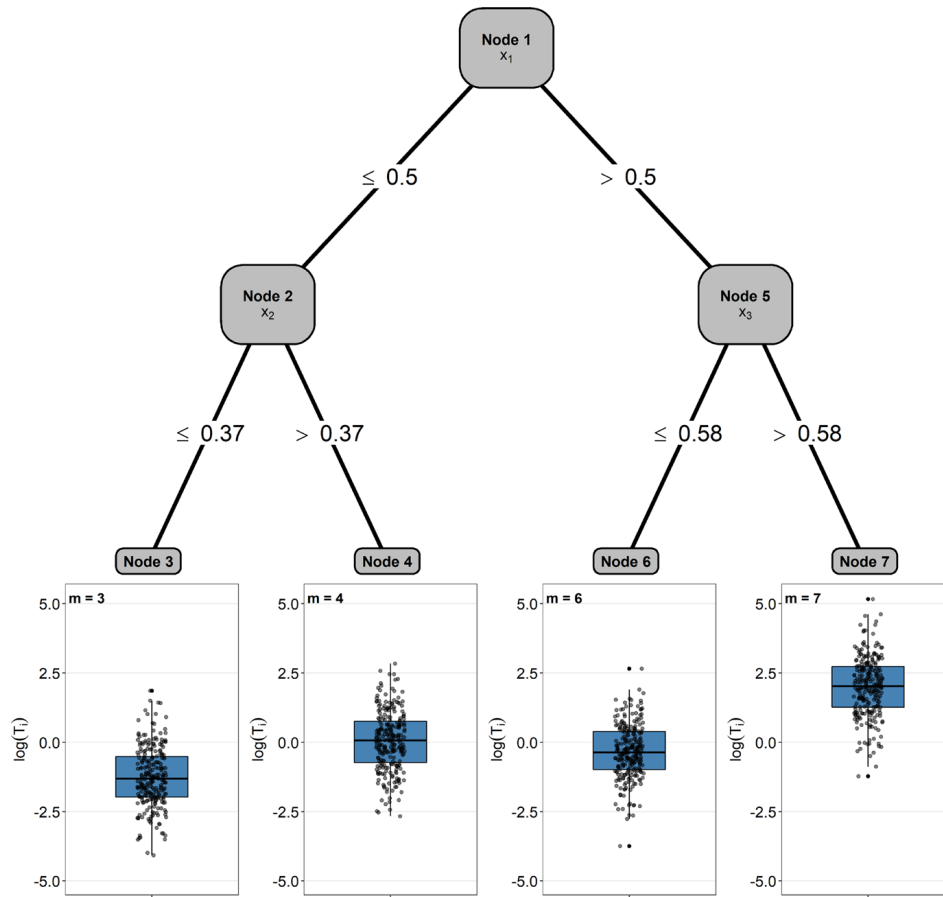 Node 1
x₁
≤ 0.5
> 0.5
Node 2
x₂
Node 5
x₃
≤ 0.37
> 0.37
≤ 0.58
> 0.58
Node 3
Node 4
Node 6
Node 7
m = 3
5.0
2.5
0.0
-2.5
-5.0
log(Tᵢ)
m = 4
5.0
2.5
0.0
-2.5
-5.0
log(Tᵢ)
m = 6
5.0
2.5
0.0
-2.5
-5.0
log(Tᵢ)
m = 7
5.0
2.5
0.0
-2.5
-5.0
log(Tᵢ)